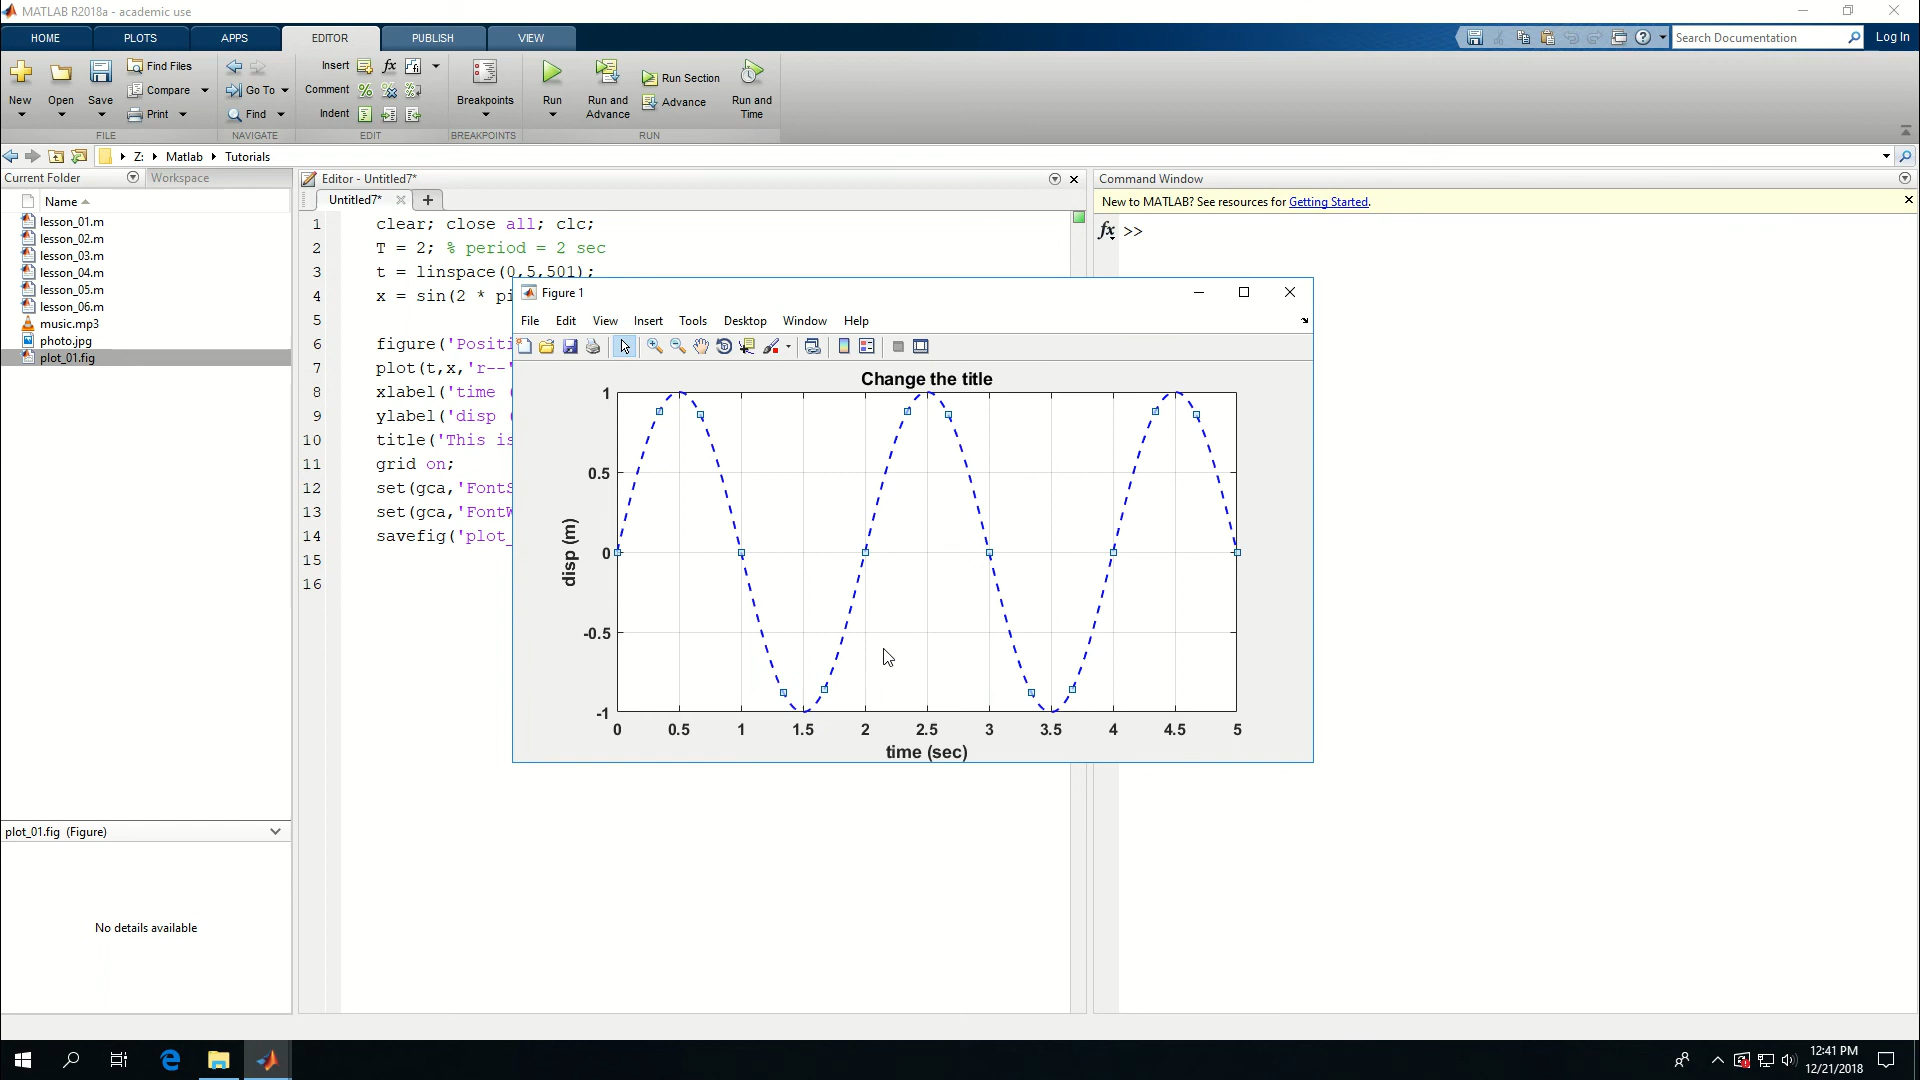 MATLAB R2018a - academic use
HOME PLOTS APPS EDITOR PUBLISH VIEW
Search Documentation
Log In
New Open Save
Find Files
Compare
Print
FILE
Go To
Find
NAVIGATE
Insert fx
Comment
Indent
EDIT
Breakpoints
BREAKPOINTS
Run
Run and
Advance
Run Section
Advance
Run and
Time
RUN
Z: Matlab Tutorials
Current Folder Workspace
Name
lesson_01.m
lesson_02.m
lesson_03.m
lesson_04.m
lesson_05.m
lesson_06.m
music.mp3
photo.jpg
plot_01.fig
plot_01.fig (Figure)
No details available
Editor - Untitled7*
Untitled7*
1 clear; close all; clc;
2 T = 2; % period = 2 sec
3 t = linspace(0,5,501);
4 x = sin(2 * pi
5
6 figure('Positi
7 plot(t,x,'r--'
8 xlabel('time (
9 ylabel('disp (
10 title('This is
11 grid on;
12 set(gca,'FontS
13 set(gca,'FontW
14 savefig('plot_
15
16
Command Window
New to MATLAB? See resources for Getting Started.
fx >>
Figure 1
File Edit View Insert Tools Desktop Window Help
Change the title
1
0.5
0
-0.5
-1
disp (m)
0 0.5 1 1.5 2 2.5 3 3.5 4 4.5 5
time (sec)
12:41 PM
12/21/2018